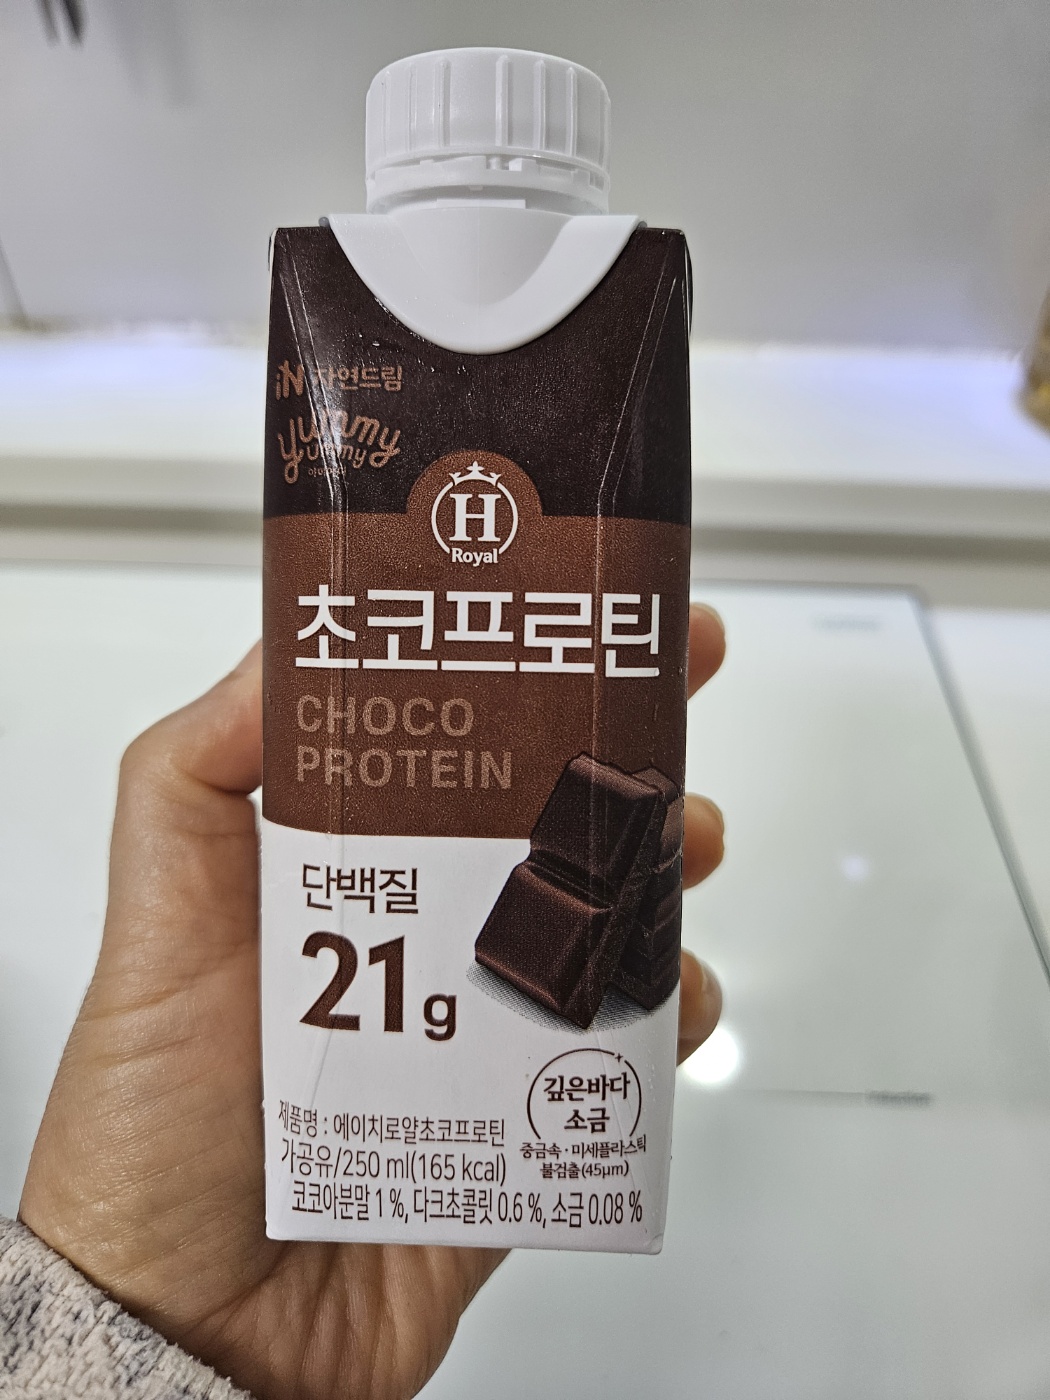 iN 자연드림
yummy
yummy
H
Royal
초코프로틴
CHOCO
PROTEIN
단백질
21g
깊은바다
소금
중금속·미세플라스틱
불검출(45μm)
제품명 : 에이치로얄초코프로틴
가공유/250 ml(165 kcal)
코코아분말 1 %, 다크초콜릿 0.6 %, 소금 0.08 %